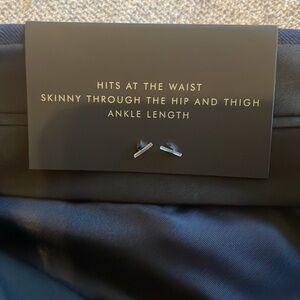 HITS AT THE WAIST
SKINNY THROUGH THE HIP AND THIGH
ANKLE LENGTH